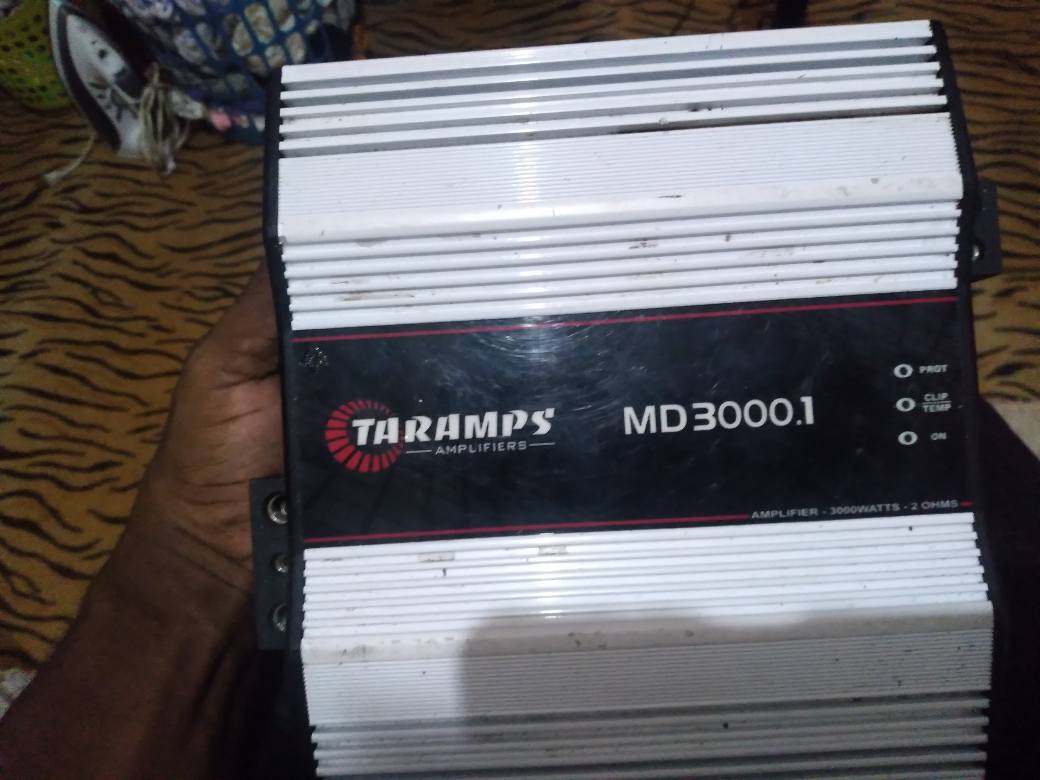 TARAMPS
AMPLIFIERS
MD3000.1
PROT
CLIP
TEMP
ON
AMPLIFIER - 3000WATTS - 2 OHMS